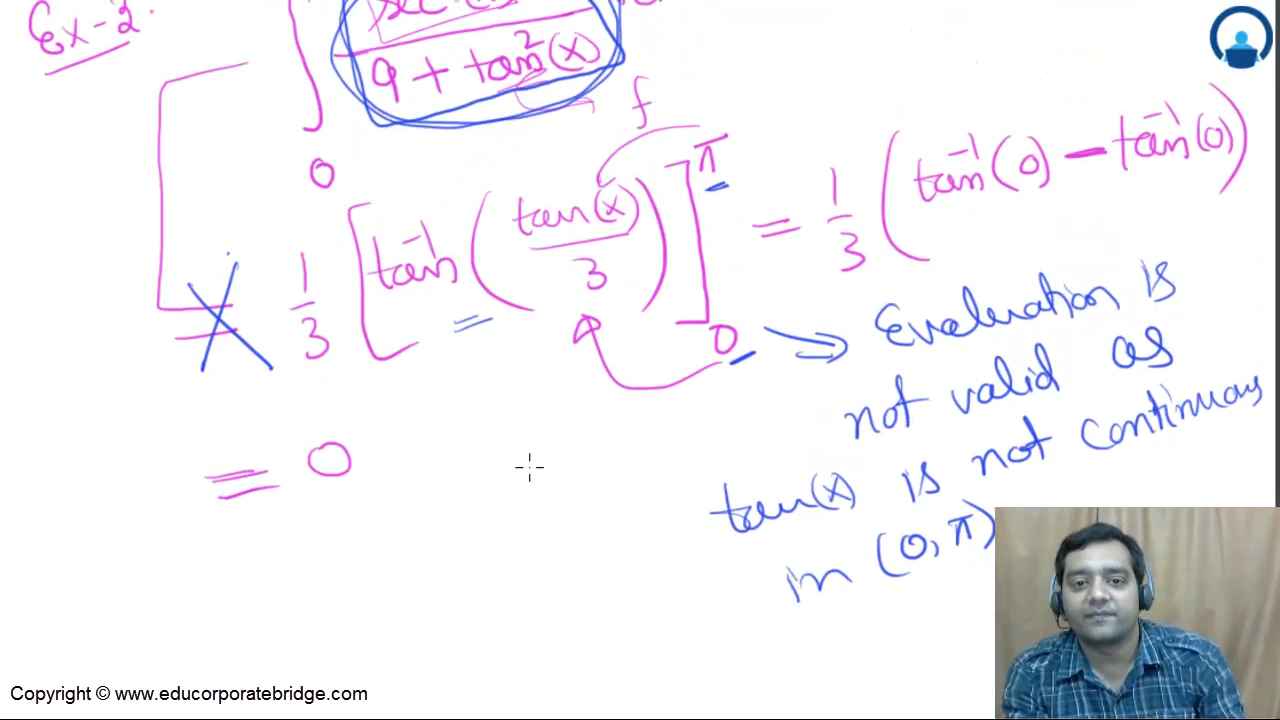 Ex-2.
9 + tan²(x)
0
f
1/3 [tan⁻¹(tan(x)/3)]₀^π = 1/3 (tan⁻¹(0) - tan⁻¹(0))
Evaluation is
not valid as
tan(x) is not continuous
in (0, π)
= 0
Copyright © www.educorporatebridge.com